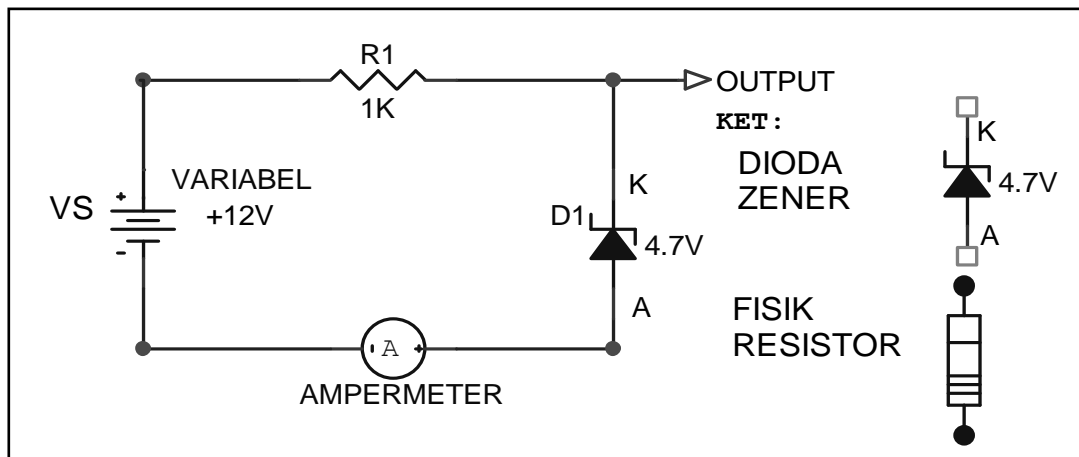 R1
1K
OUTPUT
KET:
DIODA
ZENER
K
4.7V
A
VS
+
-
VARIABEL
+12V
K
D1
4.7V
A
- A +
AMPERMETER
FISIK
RESISTOR